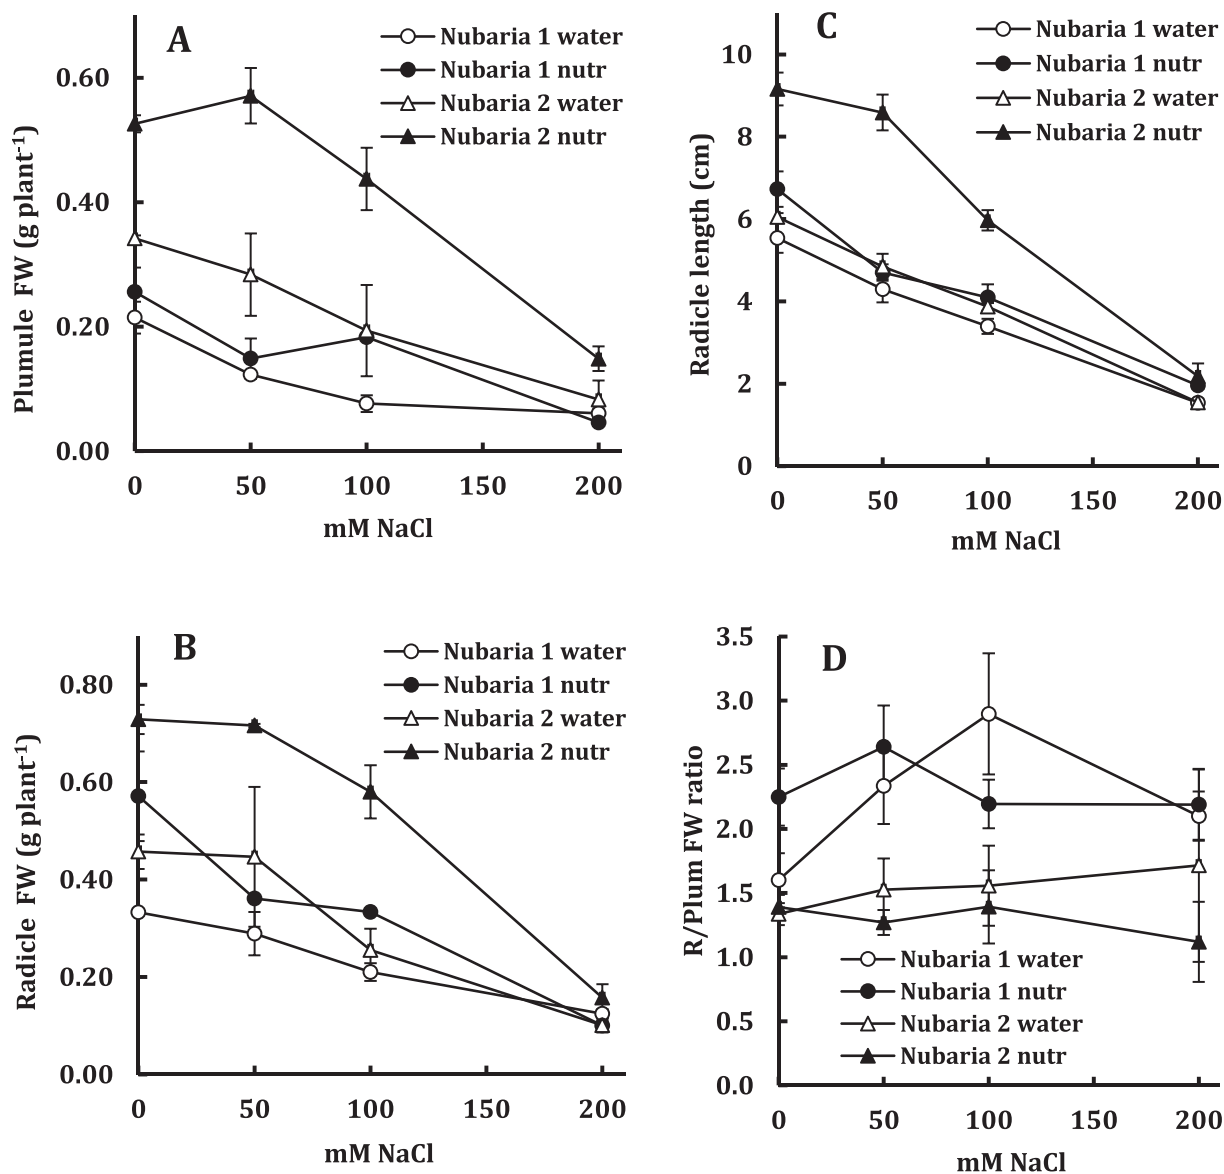 A
Nubaria 1 water
Nubaria 1 nutr
Nubaria 2 water
Nubaria 2 nutr
0.60
0.40
0.20
0.00
Plumule FW (g plant⁻¹)
0 50 100 150 200
mM NaCl
C
Nubaria 1 water
Nubaria 1 nutr
Nubaria 2 water
Nubaria 2 nutr
10
8
6
4
2
0
Radicle length (cm)
0 50 100 150 200
mM NaCl
B
Nubaria 1 water
Nubaria 1 nutr
Nubaria 2 water
Nubaria 2 nutr
0.80
0.60
0.40
0.20
0.00
Radicle FW (g plant⁻¹)
0 50 100 150 200
mM NaCl
D
3.5
3.0
2.5
2.0
1.5
1.0
0.5
0.0
R/Plum FW ratio
Nubaria 1 water
Nubaria 1 nutr
Nubaria 2 water
Nubaria 2 nutr
0 50 100 150 200
mM NaCl